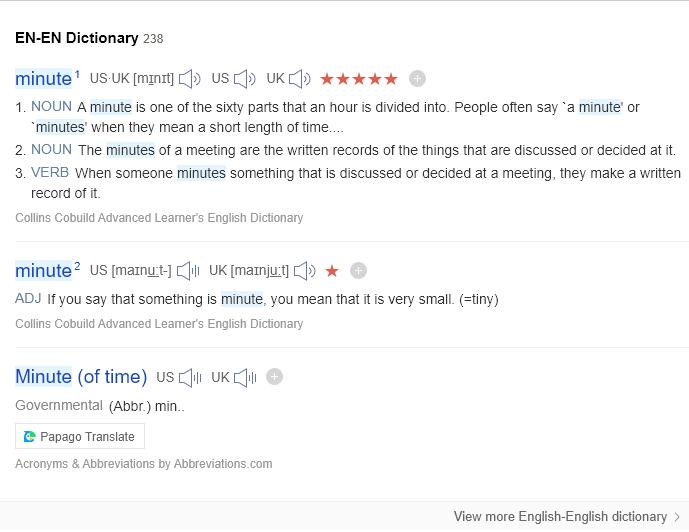 EN-EN Dictionary 238
minute 1 US·UK [mɪnɪt] US UK ★★★★★
1. NOUN A minute is one of the sixty parts that an hour is divided into. People often say `a minute' or
`minutes' when they mean a short length of time....
2. NOUN The minutes of a meeting are the written records of the things that are discussed or decided at it.
3. VERB When someone minutes something that is discussed or decided at a meeting, they make a written
record of it.
Collins Cobuild Advanced Learner's English Dictionary
minute 2 US [maɪnu:t-] UK [maɪnju:t] ★
ADJ If you say that something is minute, you mean that it is very small. (=tiny)
Collins Cobuild Advanced Learner's English Dictionary
Minute (of time) US UK
Governmental (Abbr.) min..
Papago Translate
Acronyms & Abbreviations by Abbreviations.com
View more English-English dictionary